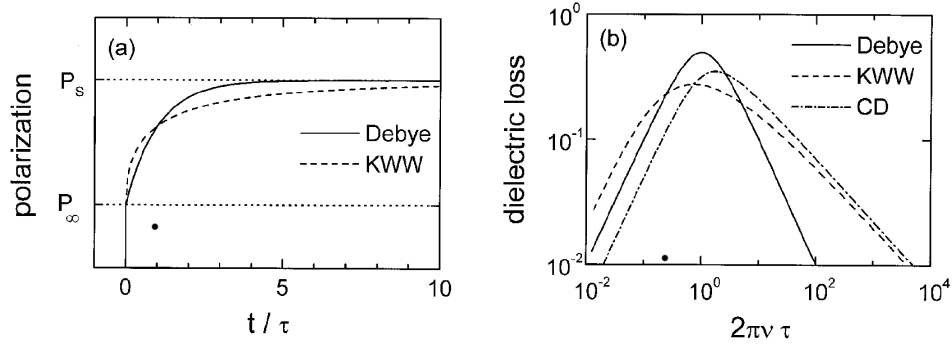 (a)
P_s
P_∞
polarization
Debye
KWW
0
5
10
t / τ
(b)
10^0
10^-1
10^-2
dielectric loss
Debye
KWW
CD
10^-2
10^0
10^2
10^4
2πν τ